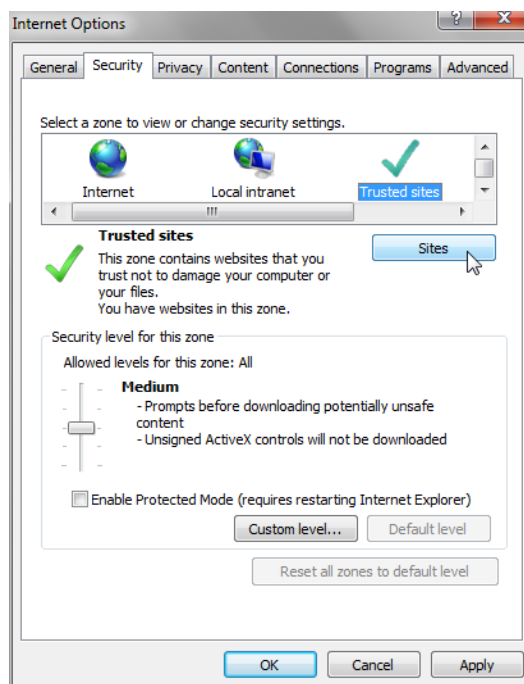 Internet Options
General Security Privacy Content Connections Programs Advanced
Select a zone to view or change security settings.
Internet Local intranet Trusted sites
Trusted sites
Sites
This zone contains websites that you
trust not to damage your computer or
your files.
You have websites in this zone.
Security level for this zone
Allowed levels for this zone: All
Medium
- Prompts before downloading potentially unsafe
content
- Unsigned ActiveX controls will not be downloaded
Enable Protected Mode (requires restarting Internet Explorer)
Custom level... Default level
Reset all zones to default level
OK Cancel Apply